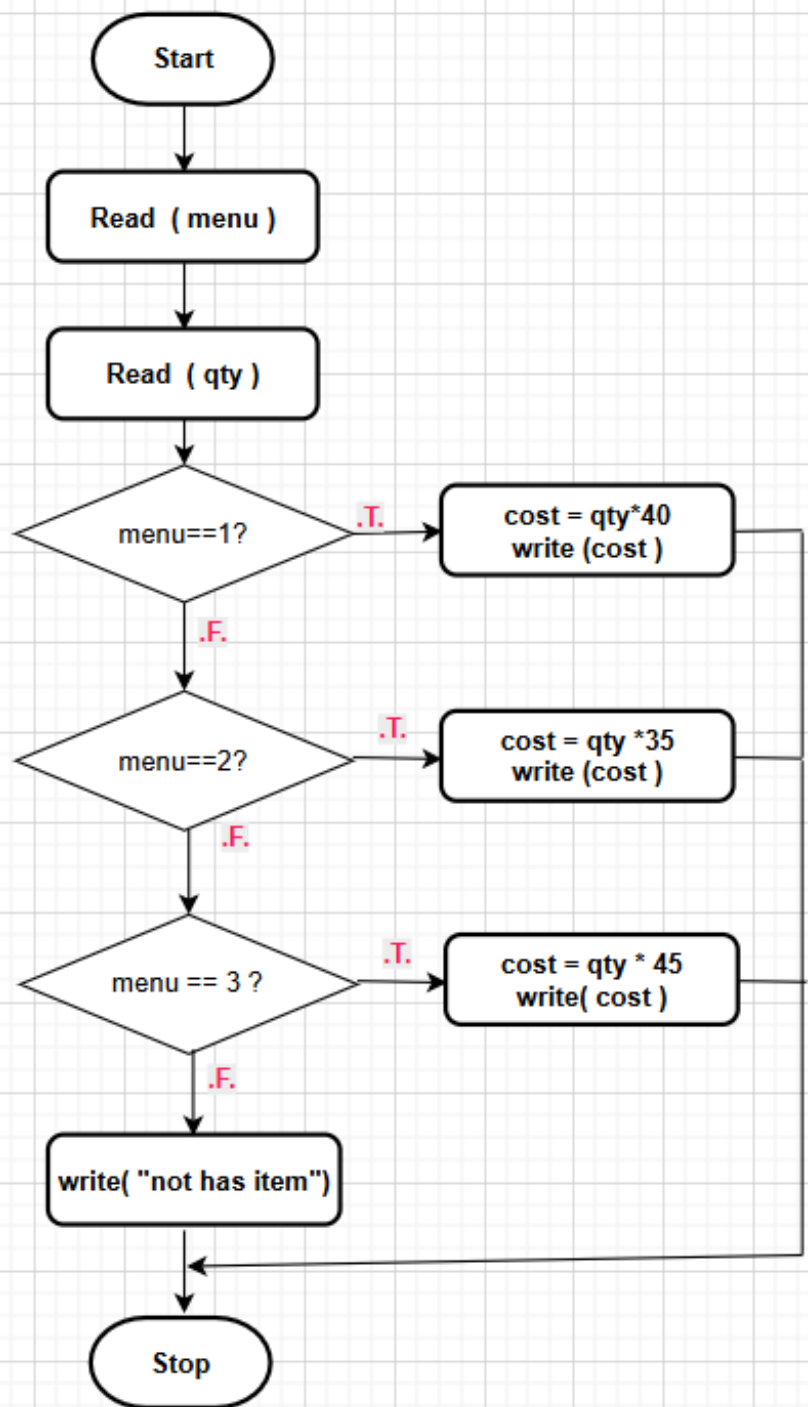 Start
Read ( menu )
Read ( qty )
menu==1?
.T.
cost = qty*40
write (cost )
.F.
menu==2?
.T.
cost = qty *35
write (cost )
.F.
menu == 3 ?
.T.
cost = qty * 45
write( cost )
.F.
write( "not has item")
Stop